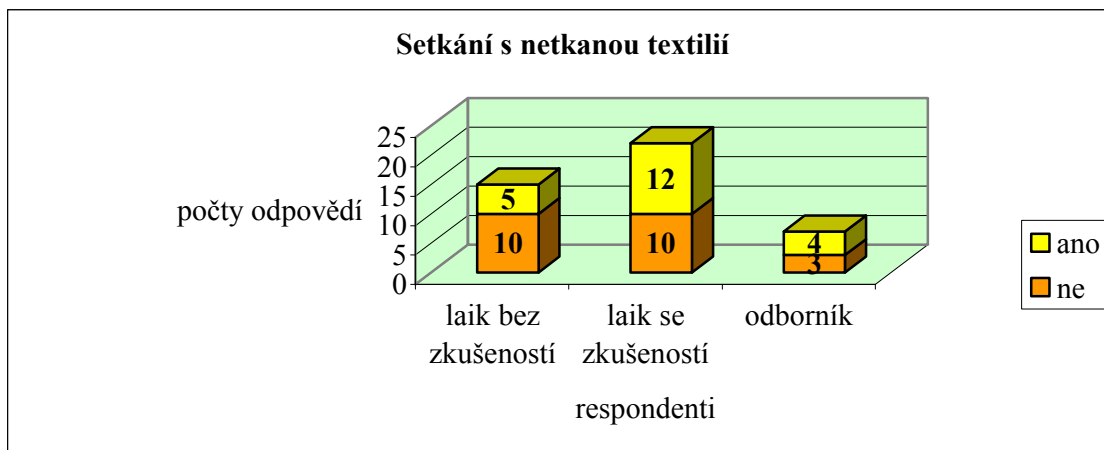 Setkání s netkanou textilií
25
20
15
10
5
0
počty odpovědí
5
10
12
10
4
3
laik bez
zkušeností
laik se
zkušeností
odborník
respondenti
ano
ne